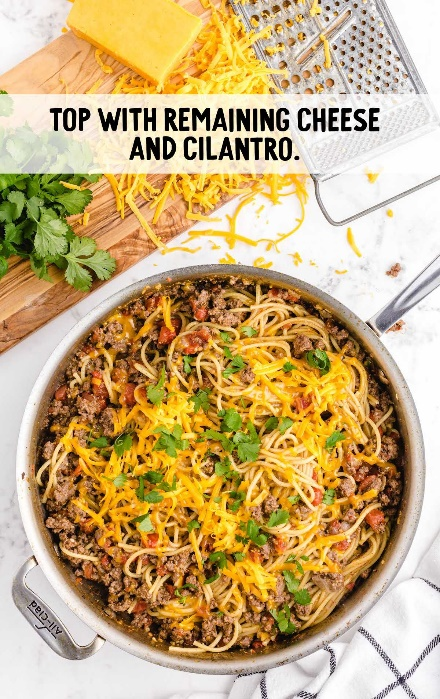 TOP WITH REMAINING CHEESE
AND CILANTRO.
All-Clad